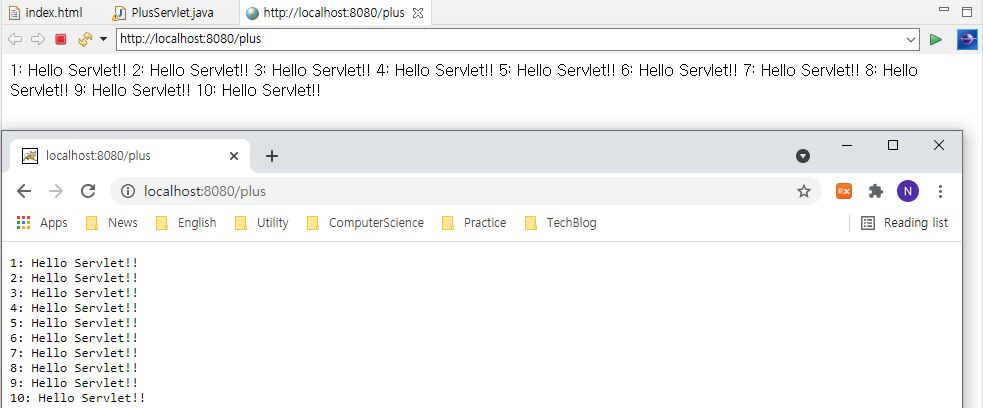 index.html PlusServlet.java http://localhost:8080/plus
http://localhost:8080/plus
1: Hello Servlet!! 2: Hello Servlet!! 3: Hello Servlet!! 4: Hello Servlet!! 5: Hello Servlet!! 6: Hello Servlet!! 7: Hello Servlet!! 8: Hello
Servlet!! 9: Hello Servlet!! 10: Hello Servlet!!
localhost:8080/plus
localhost:8080/plus EX N
Apps News English Utility ComputerScience Practice TechBlog Reading list
1: Hello Servlet!!
2: Hello Servlet!!
3: Hello Servlet!!
4: Hello Servlet!!
5: Hello Servlet!!
6: Hello Servlet!!
7: Hello Servlet!!
8: Hello Servlet!!
9: Hello Servlet!!
10: Hello Servlet!!